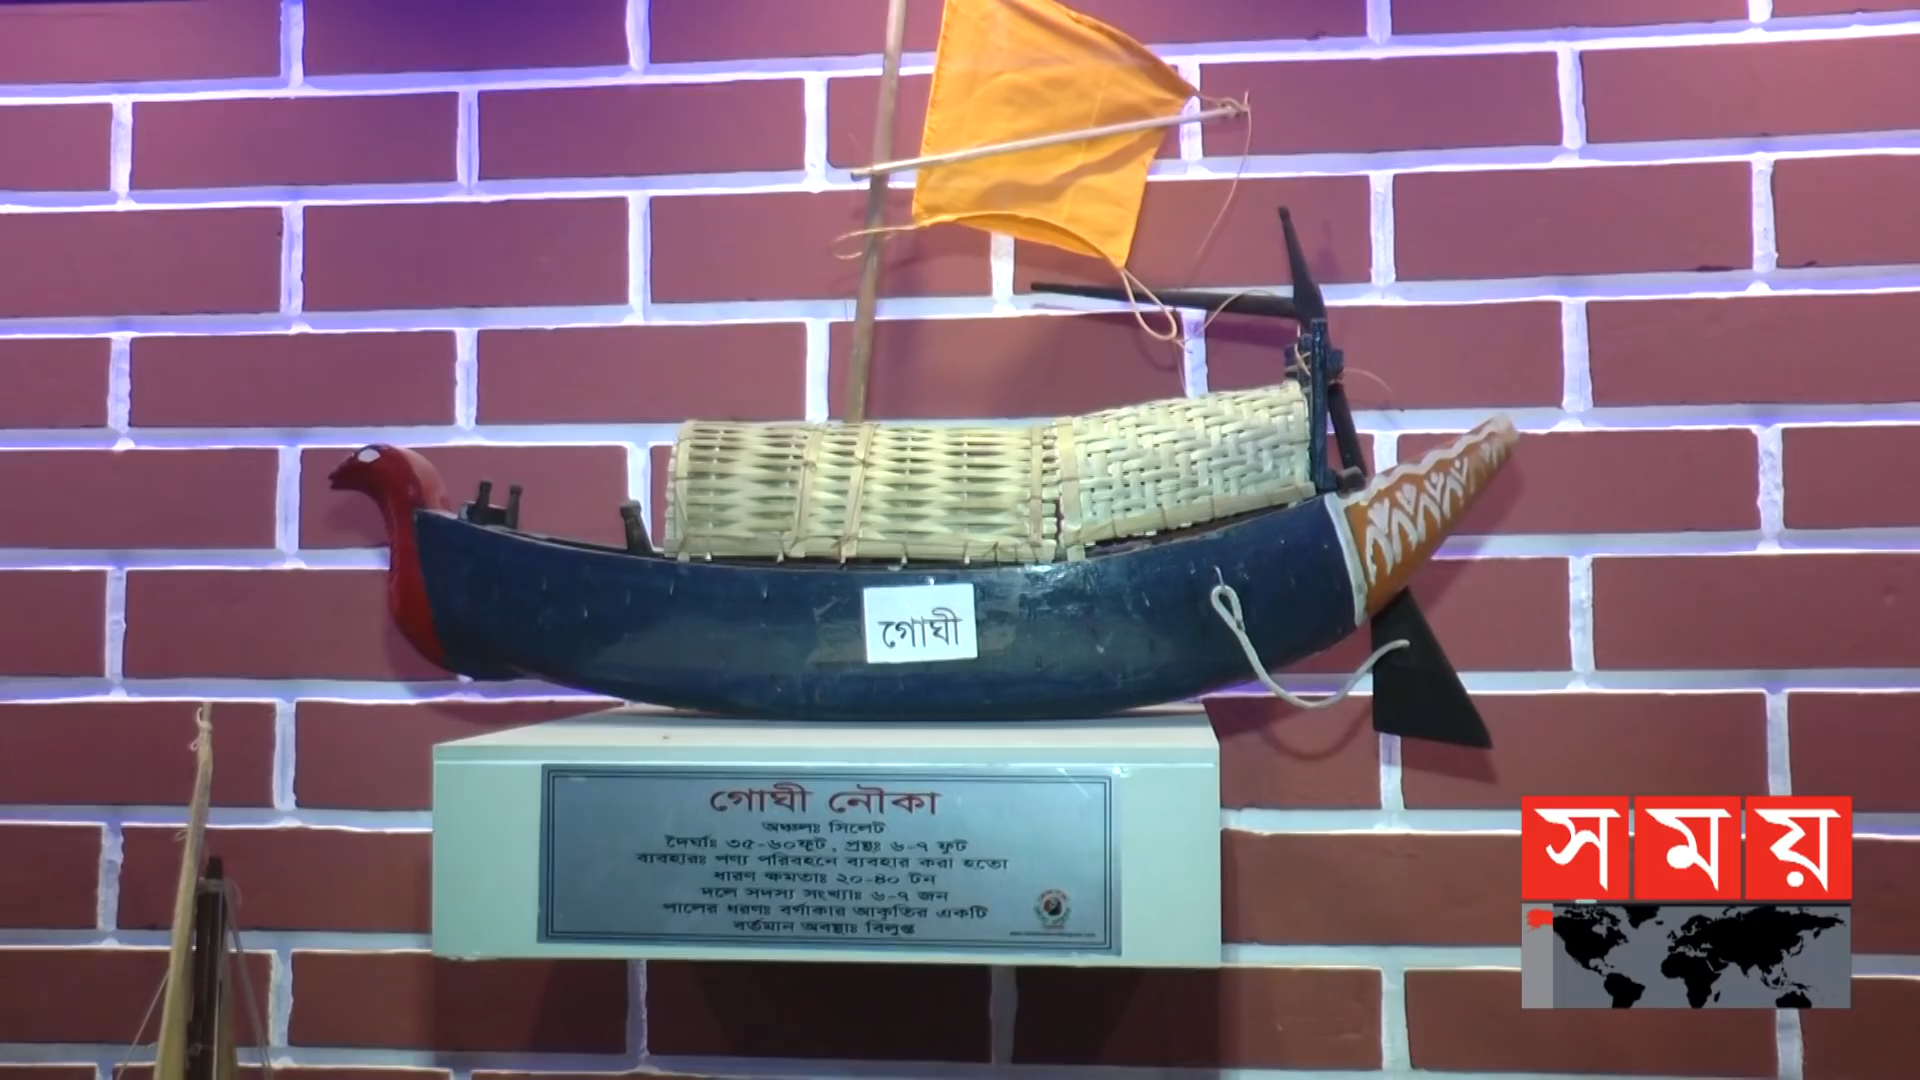 গোঘী
গোঘী নৌকা
অঞ্চলঃ সিলেট
দৈর্ঘ্যঃ ৩৫-৬০ফুট, প্রস্থঃ ৬-৭ ফুট
ব্যবহারঃ পণ্য পরিবহনে ব্যবহার করা হতো
ধারণ ক্ষমতাঃ ২০-৪০ টন
দলে সদস্য সংখ্যাঃ ৬-৭ জন
পালের ধরণঃ বর্গাকার আকৃতির একটি
বর্তমান অবস্থাঃ বিলুপ্ত
সময়